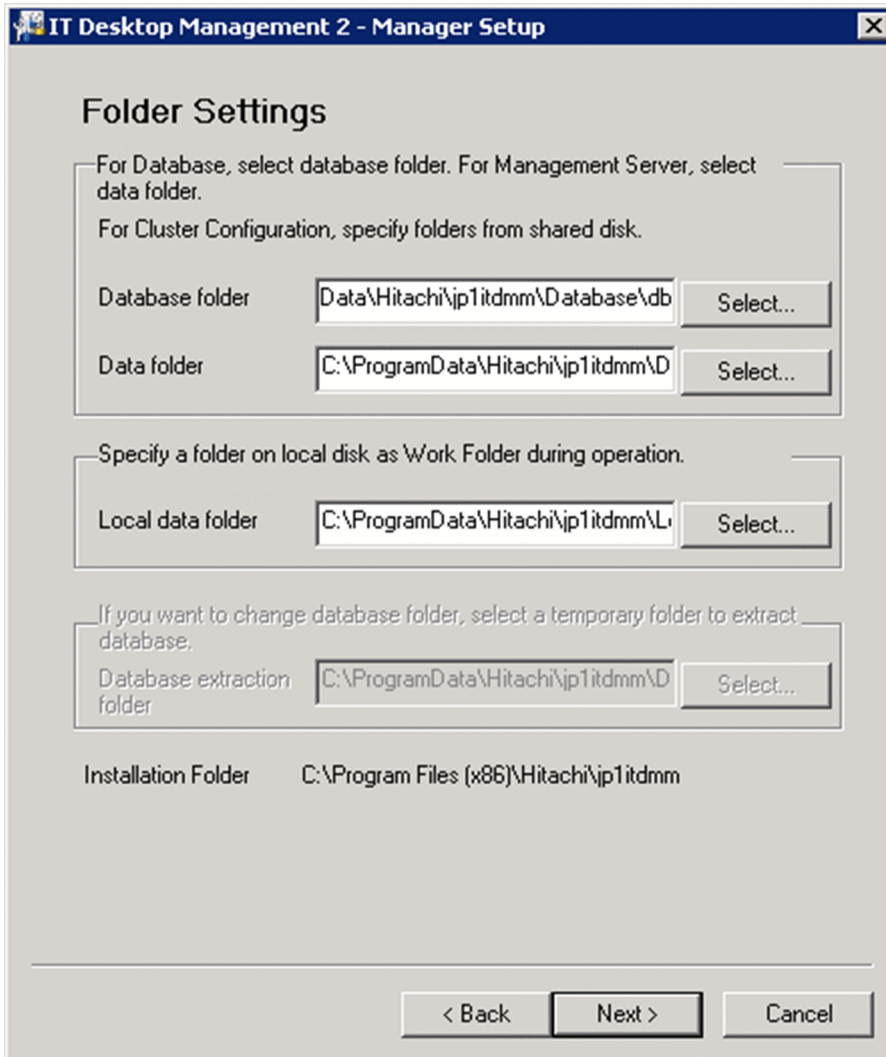 IT Desktop Management 2 - Manager Setup
Folder Settings
For Database, select database folder. For Management Server, select
data folder.
For Cluster Configuration, specify folders from shared disk.
Database folder Data\Hitachi\jp1itdmm\Database\db Select...
Data folder C:\ProgramData\Hitachi\jp1itdmm\D Select...
Specify a folder on local disk as Work Folder during operation.
Local data folder C:\ProgramData\Hitachi\jp1itdmm\L Select...
If you want to change database folder, select a temporary folder to extract
database.
Database extraction C:\ProgramData\Hitachi\jp1itdmm\D Select...
folder
Installation Folder C:\Program Files (x86)\Hitachi\jp1itdmm
< Back Next > Cancel